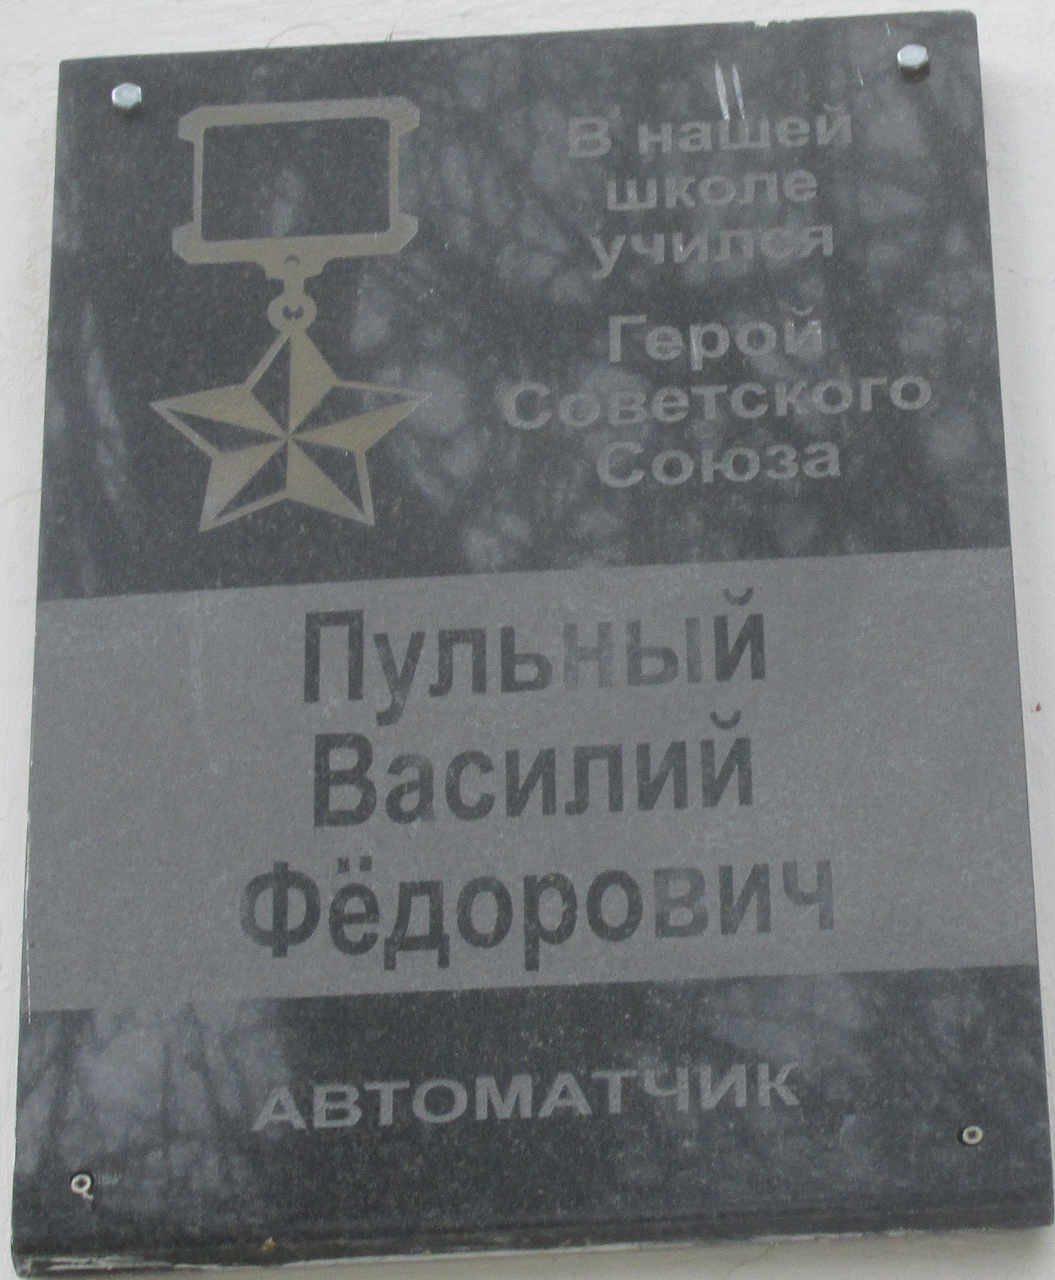 В нашей
школе
учился
Герой
Советского
Союза
Пульный
Василий
Фёдорович
АВТОМАТЧИК